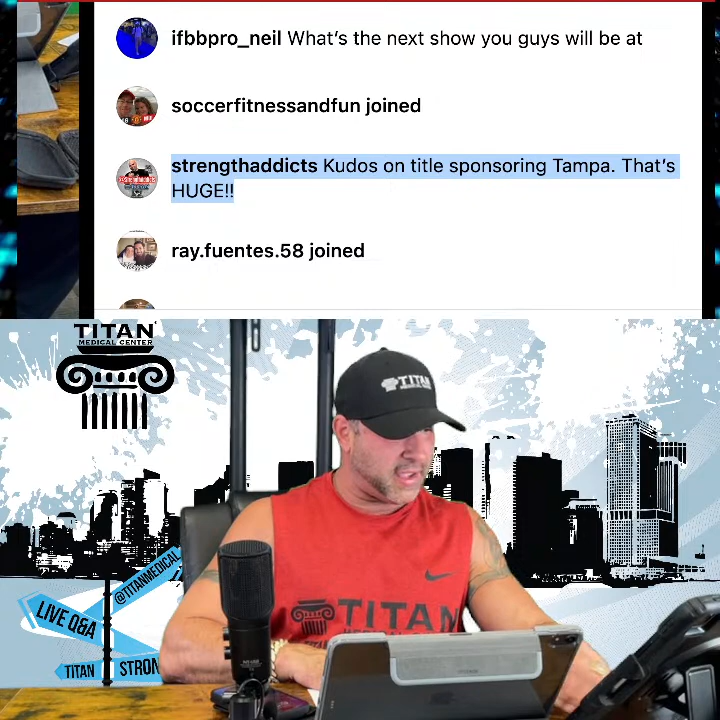 ifbbpro_neil What's the next show you guys will be at
soccerfitnessandfun joined
strengthaddicts Kudos on title sponsoring Tampa. That's
HUGE!!
ray.fuentes.58 joined
TITAN
MEDICAL CENTER
TITAN
@TITANMEDICAL
LIVE Q&A
TITAN
TITAN STRON